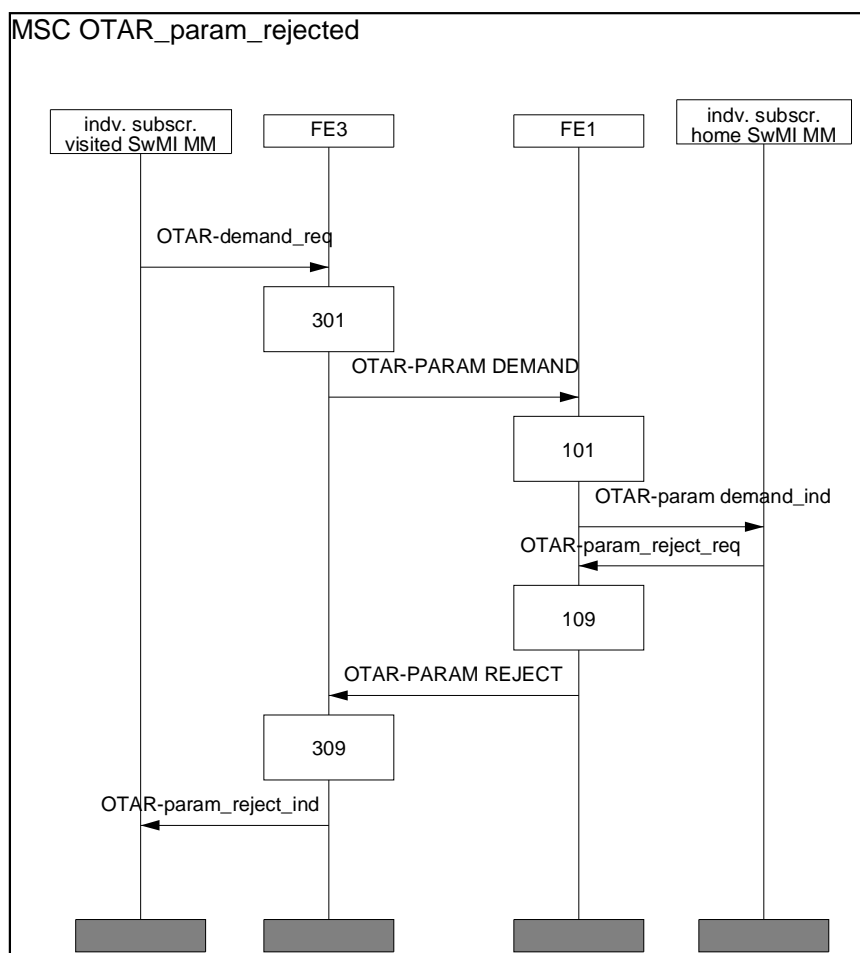 MSC OTAR_param_rejected
indv. subscr.
visited SwMI MM
FE3
FE1
indv. subscr.
home SwMI MM
OTAR-demand_req
301
OTAR-PARAM DEMAND
101
OTAR-param demand_ind
OTAR-param_reject_req
109
OTAR-PARAM REJECT
309
OTAR-param_reject_ind